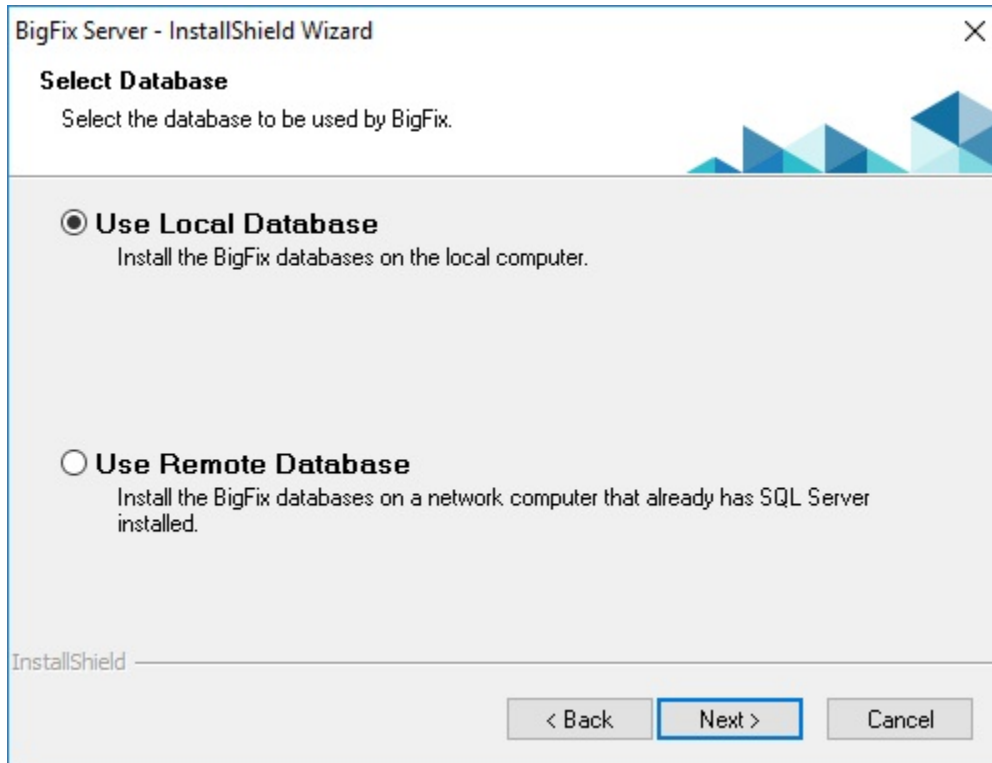 BigFix Server - InstallShield Wizard
Select Database
Select the database to be used by BigFix.
Use Local Database
Install the BigFix databases on the local computer.
Use Remote Database
Install the BigFix databases on a network computer that already has SQL Server
installed.
InstallShield
< Back
Next >
Cancel